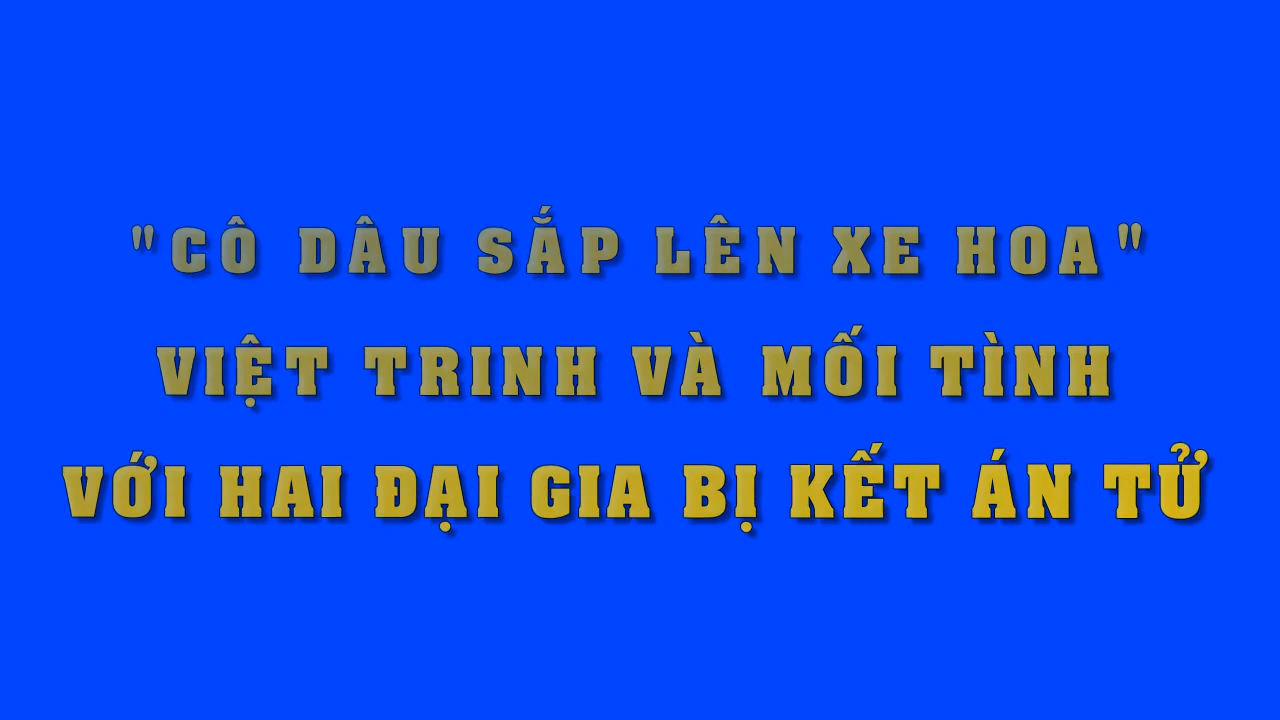 "CÔ DÂU SẮP LÊN XE HOA"
VIỆT TRINH VÀ MỐI TÌNH
VỚI HAI ĐẠI GIA BỊ KẾT ÁN TỬ